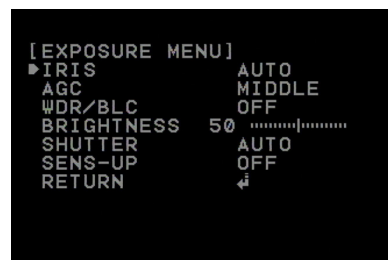 [EXPOSURE MENU]
IRIS AUTO
AGC MIDDLE
WDR/BLC OFF
BRIGHTNESS 50
SHUTTER AUTO
SENS-UP OFF
RETURN